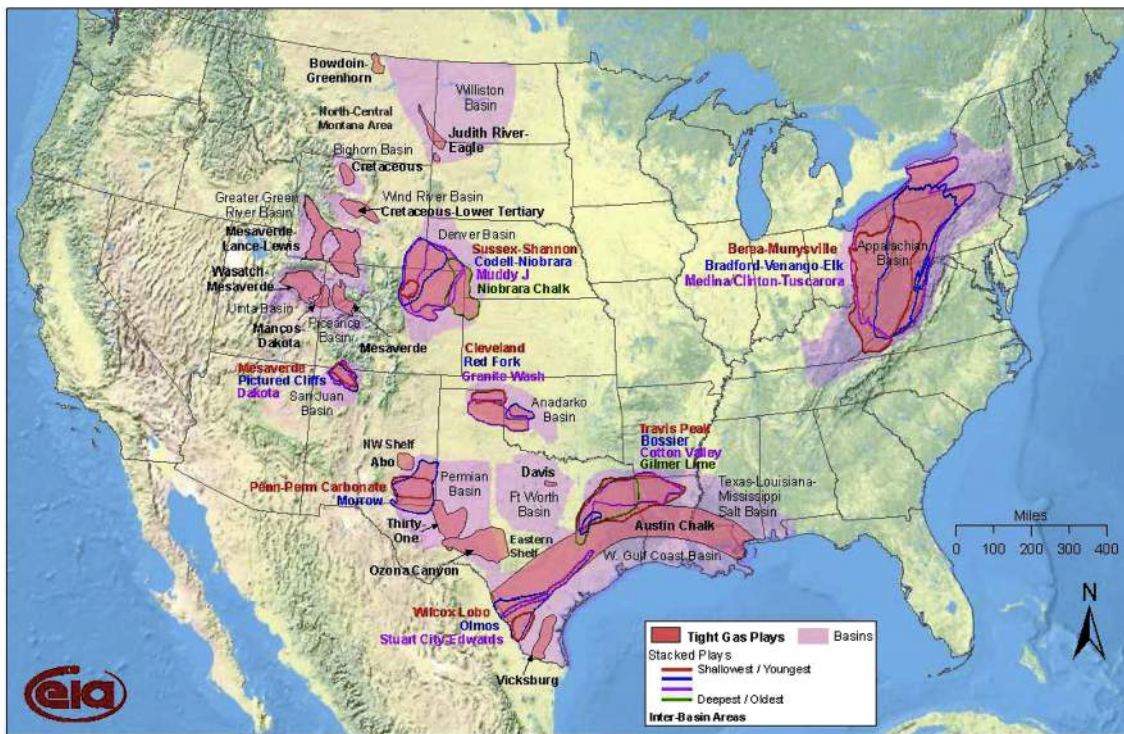 Bowdoin-
Greenhorn
Williston
Basin
North-Central
Montana Area
Judith River-
Eagle
Bighorn Basin
Cretaceous
Wind River Basin
Cretaceous-Lower Tertiary
Greater Green
River Basin
Mesaverde-
Lance-Lewis
Denver Basin
Sussex-Shannon
Codell-Niobrara
Muddy J
Niobrara Chalk
Wasatch-
Mesaverde
Uinta Basin
Piceance
Basin
Mancos-
Dakota
Mesaverde
Mesaverde
Pictured Cliffs
Dakota
San Juan
Basin
Cleveland
Red Fork
Granite Wash
Anadarko
Basin
Berea-Murrysville
Bradford-Venango-Elk
Medina/Clinton-Tuscarora
Appalachian
Basin
NW Shelf
Abo
Penn-Perm Carbonate
Morrow
Permian
Basin
Thirty
One
Ozona Canyon
Eastern
Shelf
Davis
Ft Worth
Basin
Travis Peak
Bossier
Cotton Valley
Gilmer Lime
Texas-Louisiana-
Mississippi
Salt Basin
Austin Chalk
W. Gulf Coast Basin
Wilcox Lobo
Olmos
Stuart City-Edwards
Vicksburg
Miles
0 100 200 300 400
N
Tight Gas Plays
Basins
Stacked Plays
Shallowest / Youngest
Deepest / Oldest
Inter-Basin Areas
eia